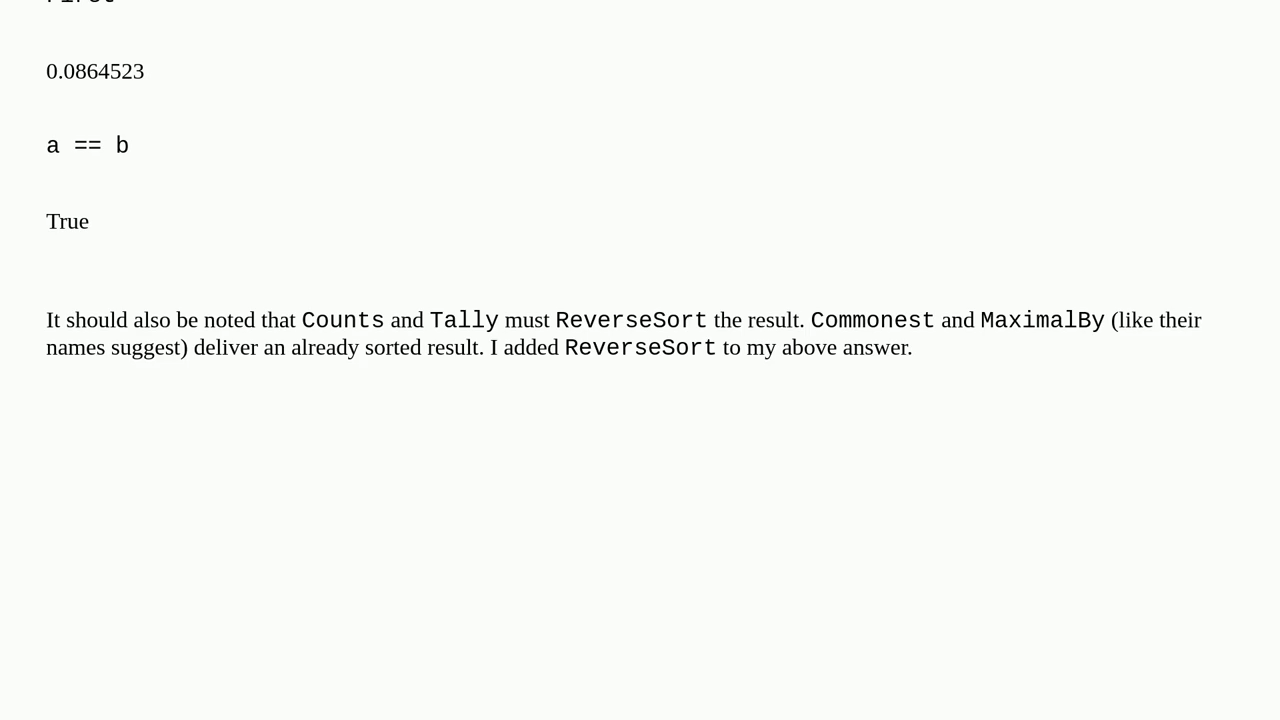 0.0864523
a == b
True
It should also be noted that Counts and Tally must ReverseSort the result. Commonest and MaximalBy (like their
names suggest) deliver an already sorted result. I added ReverseSort to my above answer.